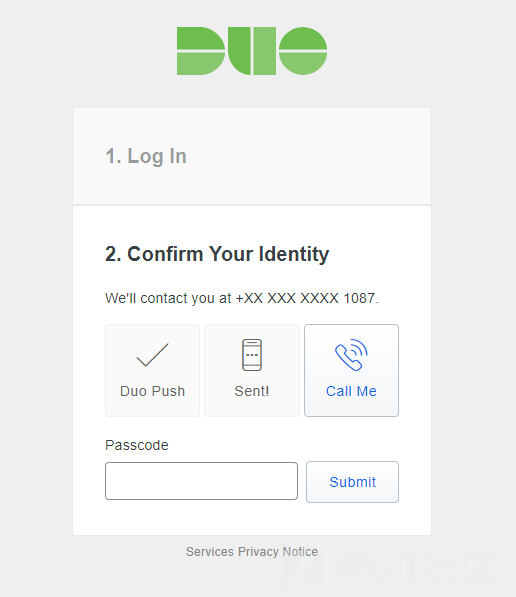 DUO
1. Log In
2. Confirm Your Identity
We'll contact you at +XX XXX XXXX 1087.
Duo Push
Sent!
Call Me
Passcode
Submit
Services Privacy Notice
先知社区